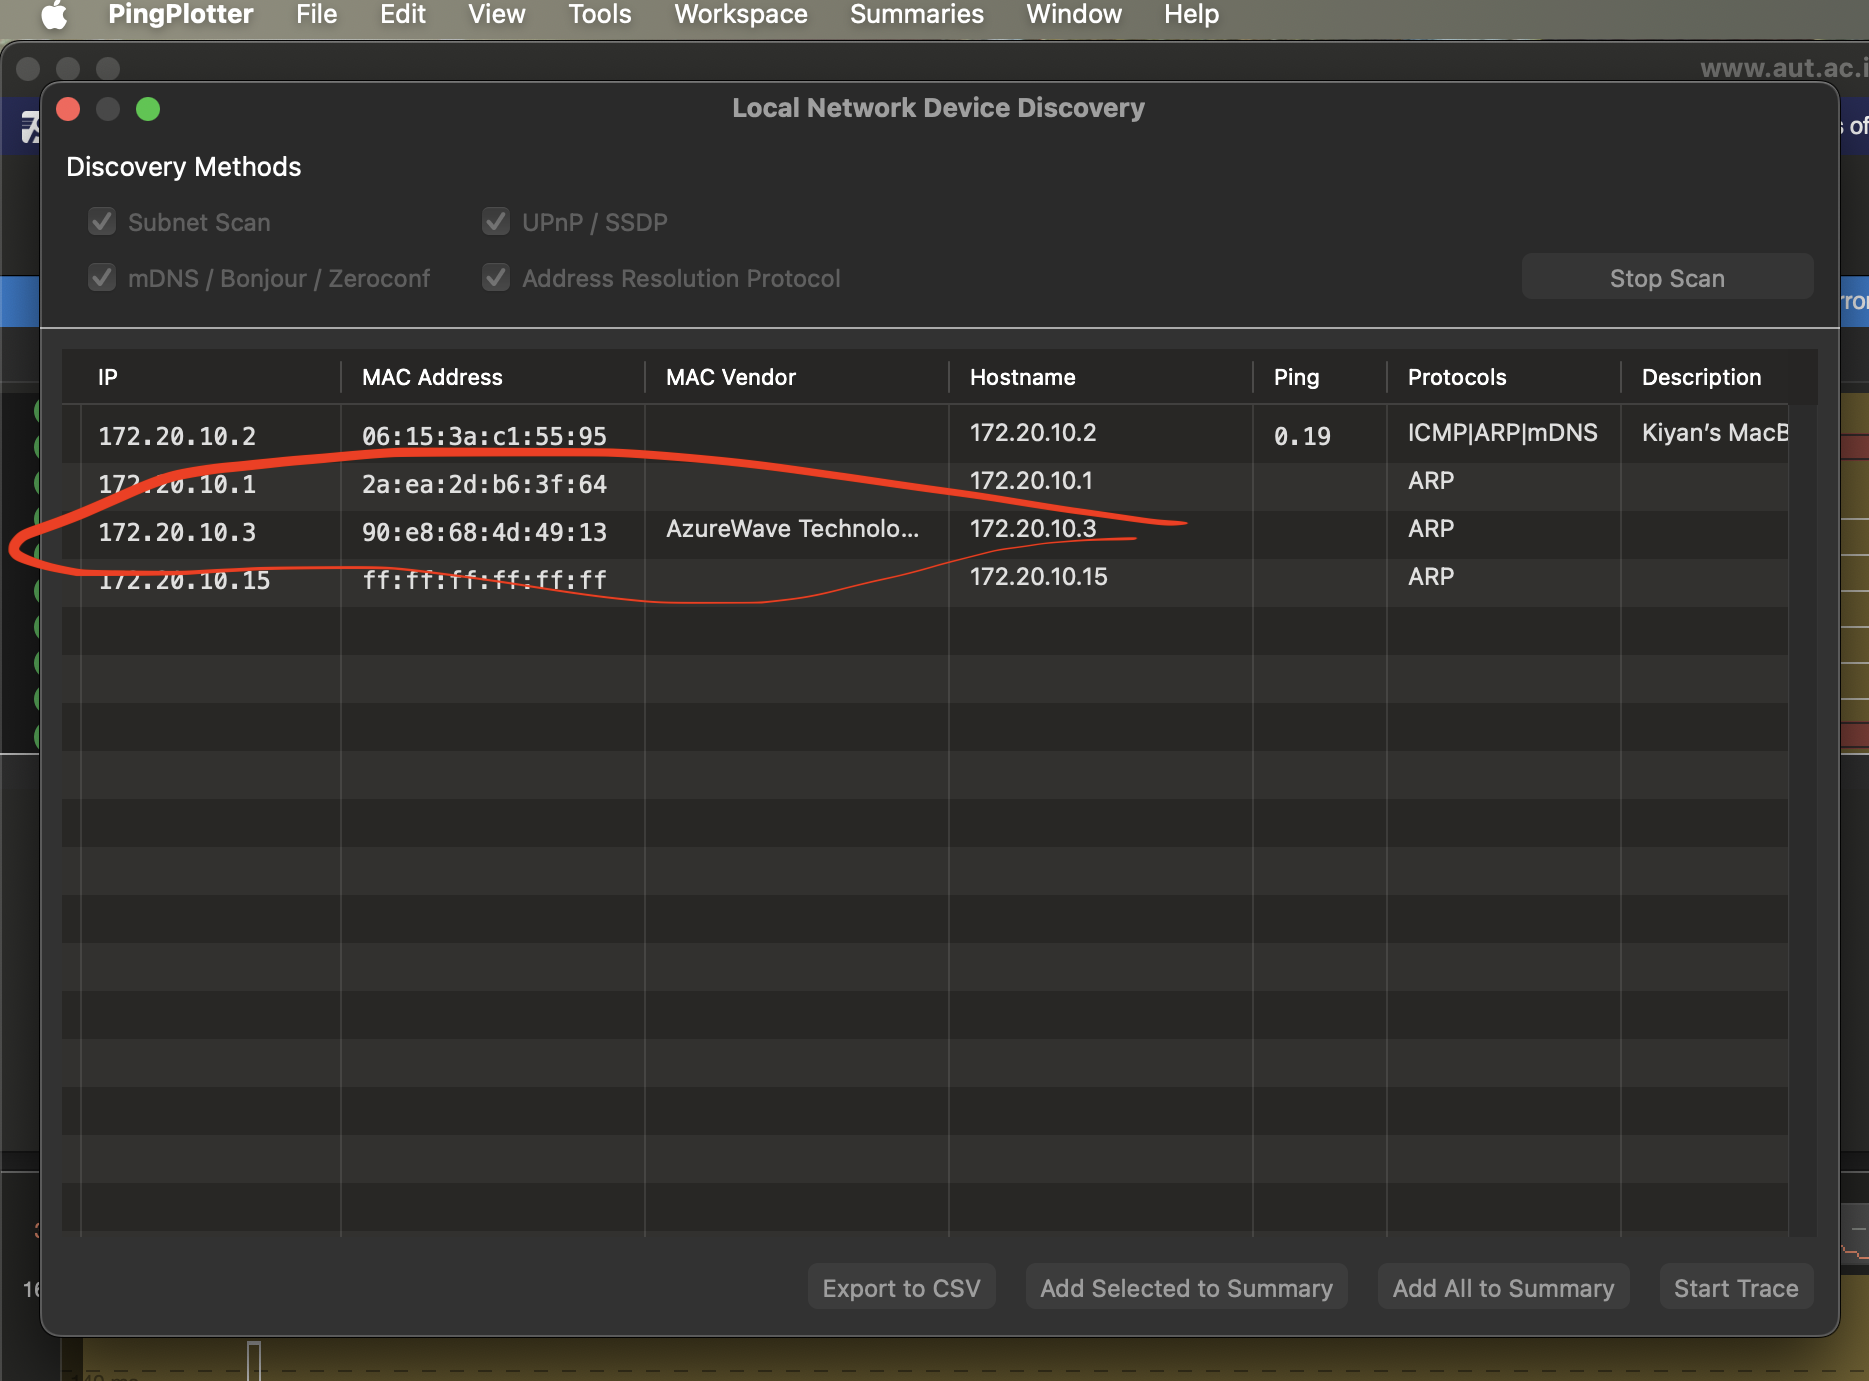 PingPlotter File Edit View Tools Workspace Summaries Window Help
www.aut.ac.i
Local Network Device Discovery
s of
Discovery Methods
Subnet Scan UPnP / SSDP
mDNS / Bonjour / Zeroconf Address Resolution Protocol Stop Scan
IP MAC Address MAC Vendor Hostname Ping Protocols Description
172.20.10.2 06:15:3a:c1:55:95 172.20.10.2 0.19 ICMP|ARP|mDNS Kiyan’s MacB
172.20.10.1 2a:ea:2d:b6:3f:64 172.20.10.1 ARP
172.20.10.3 90:e8:68:4d:49:13 AzureWave Technolo... 172.20.10.3 ARP
172.20.10.15 ff:ff:ff:ff:ff:ff 172.20.10.15 ARP
Export to CSV Add Selected to Summary Add All to Summary Start Trace